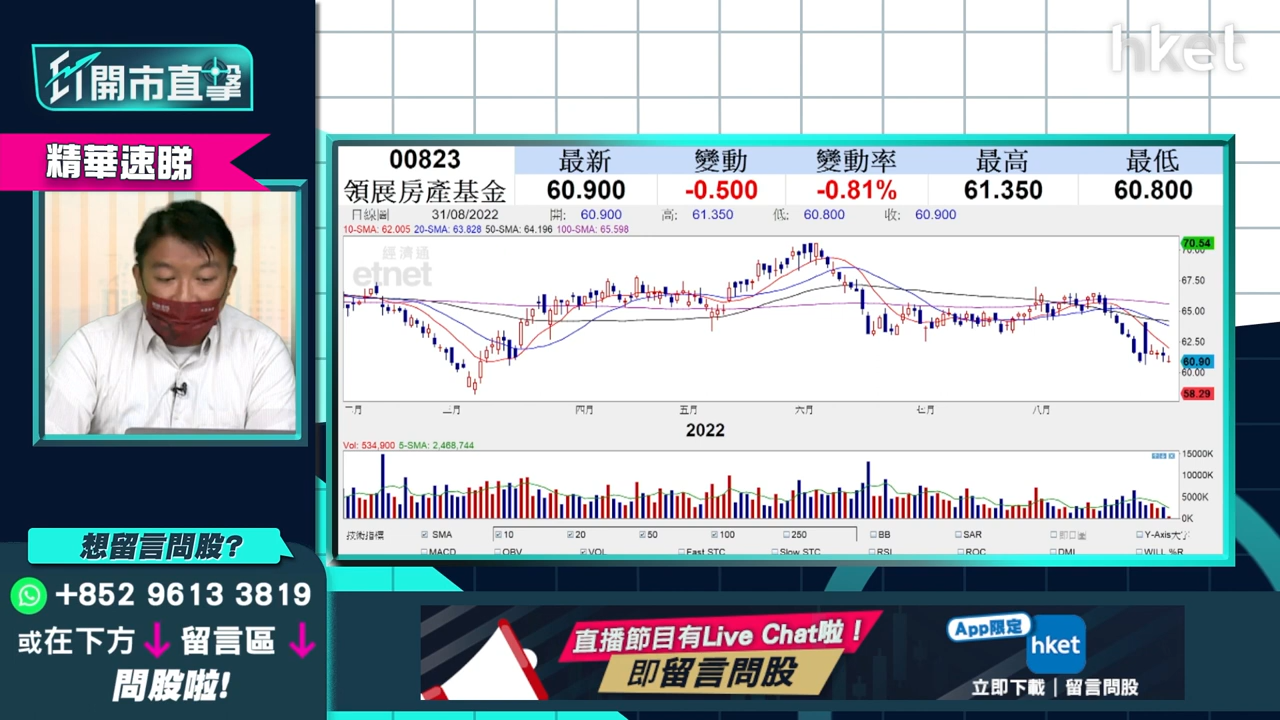 hket
ET開市直擊
精華速睇
00823
領展房產基金
最新 變動 變動率 最高 最低
60.900 -0.500 -0.81% 61.350 60.800
日線圖 31/08/2022 開: 60.900 高: 61.350 低: 60.800 收: 60.900
10-SMA: 62.005 20-SMA: 63.828 50-SMA: 64.196 100-SMA: 65.598
經濟通
etnet
70.54
67.50
65.00
62.50
60.90
60.00
58.29
二月 三月 四月 五月 六月 七月 八月
2022
Vol: 534,900 5-SMA: 2,468,744
15000K
10000K
5000K
0K
技術指標 SMA 10 20 50 100 250 BB SAR Y-Axis大字
MACD OBV VOL Fast STC Slow STC RSI ROC DMI WILL %R
想留言問股?
+852 9613 3819
或在下方 留言區
問股啦!
直播節目有Live Chat啦！
即留言問股
App限定
hket
立即下載｜留言問股